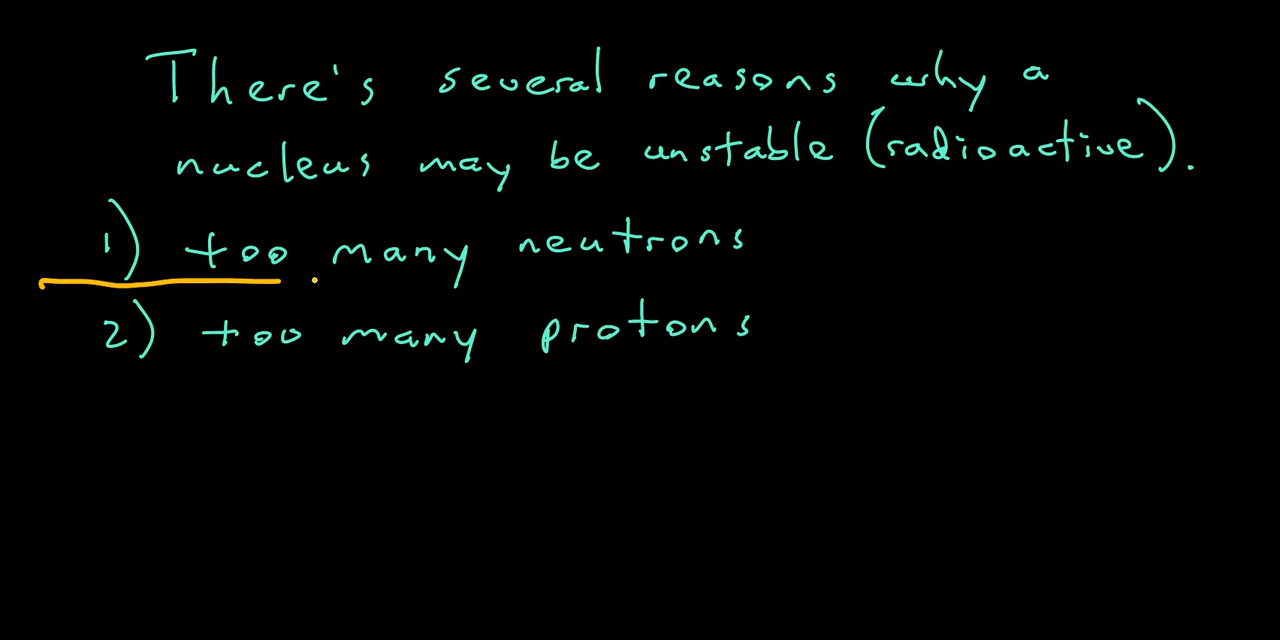 There's several reasons why a
nucleus may be unstable (radioactive).
1) too many neutrons
2) too many protons